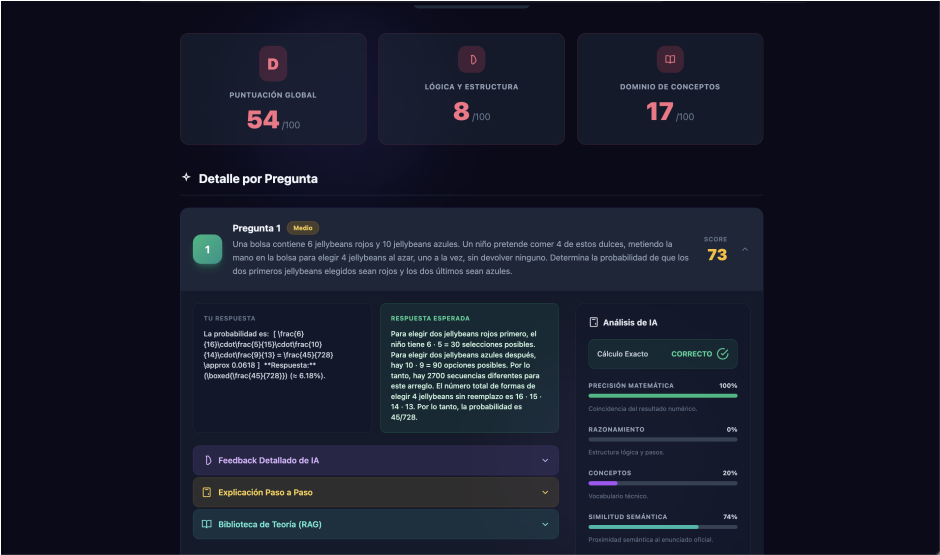 D
PUNTUACIÓN GLOBAL
54 /100
LÓGICA Y ESTRUCTURA
8 /100
DOMINIO DE CONCEPTOS
17 /100
Detalle por Pregunta
1
Pregunta 1 Medio
Una bolsa contiene 6 jellybeans rojos y 10 jellybeans azules. Un niño pretende comer 4 de estos dulces, metiendo la
mano en la bolsa para elegir 4 jellybeans al azar, uno a la vez, sin devolver ninguno. Determina la probabilidad de que los
dos primeros jellybeans elegidos sean rojos y los dos últimos sean azules.
SCORE
73
TU RESPUESTA
La probabilidad es: [ \frac{6}
{16}\cdot\frac{5}{15}\cdot\frac{10}
{14}\cdot\frac{9}{13} = \frac{45}{728}
\approx 0.0618 ] **Respuesta:**
(\boxed{\frac{45}{728}}) (≈ 6.18%).
RESPUESTA ESPERADA
Para elegir dos jellybeans rojos primero, el
niño tiene 6 · 5 = 30 selecciones posibles.
Para elegir dos jellybeans azules después,
hay 10 · 9 = 90 opciones posibles. Por lo
tanto, hay 2700 secuencias diferentes para
este arreglo. El número total de formas de
elegir 4 jellybeans sin reemplazo es 16 · 15 ·
14 · 13. Por lo tanto, la probabilidad es
45/728.
Feedback Detallado de IA
Explicación Paso a Paso
Biblioteca de Teoría (RAG)
Análisis de IA
Cálculo Exacto CORRECTO
PRECISIÓN MATEMÁTICA 100%
Coincidencia del resultado numérico.
RAZONAMIENTO 0%
Estructura lógica y pasos.
CONCEPTOS 20%
Vocabulario técnico.
SIMILITUD SEMÁNTICA 74%
Proximidad semántica al enunciado oficial.